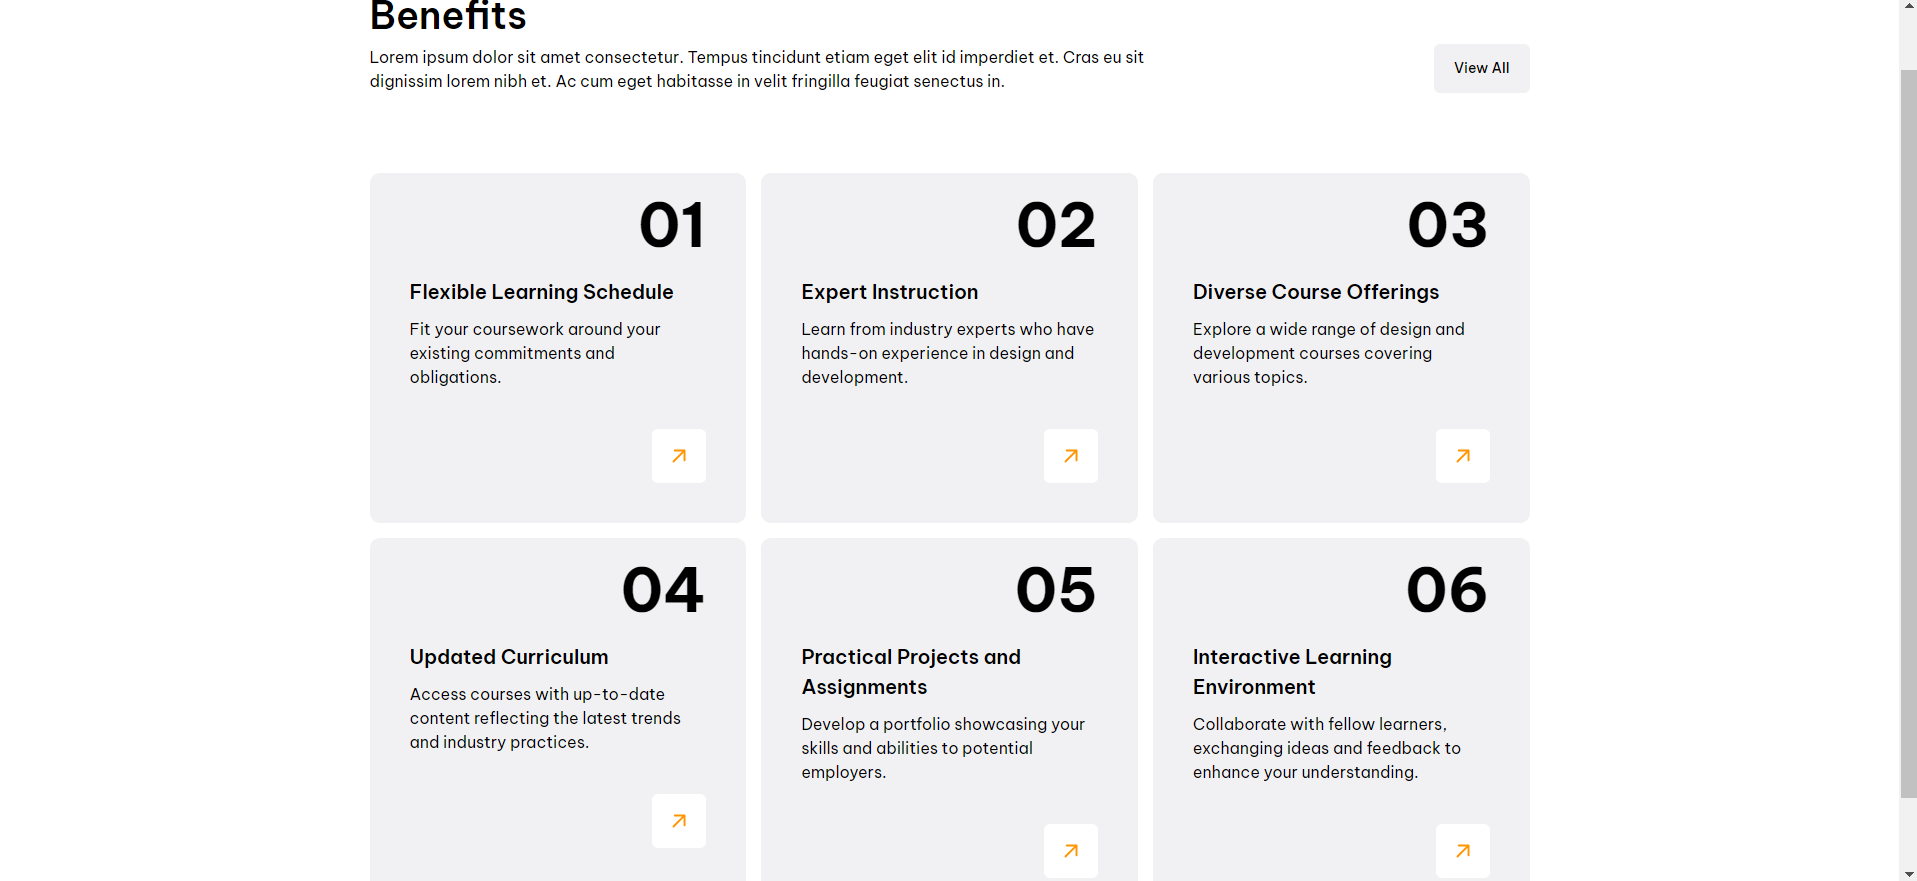 Benefits
Lorem ipsum dolor sit amet consectetur. Tempus tincidunt etiam eget elit id imperdiet et. Cras eu sit
dignissim lorem nibh et. Ac cum eget habitasse in velit fringilla feugiat senectus in.
View All
01
Flexible Learning Schedule
Fit your coursework around your
existing commitments and
obligations.
02
Expert Instruction
Learn from industry experts who have
hands-on experience in design and
development.
03
Diverse Course Offerings
Explore a wide range of design and
development courses covering
various topics.
04
Updated Curriculum
Access courses with up-to-date
content reflecting the latest trends
and industry practices.
05
Practical Projects and
Assignments
Develop a portfolio showcasing your
skills and abilities to potential
employers.
06
Interactive Learning
Environment
Collaborate with fellow learners,
exchanging ideas and feedback to
enhance your understanding.